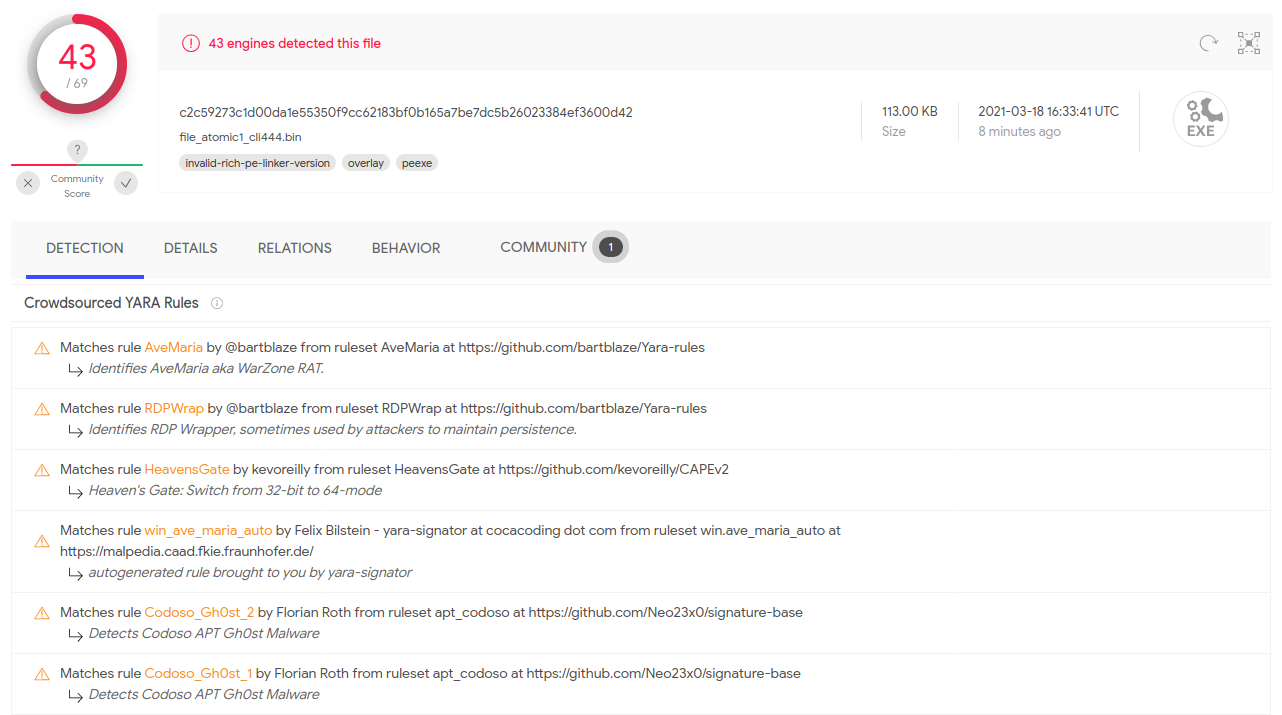 43
/ 69
?
Community
Score
43 engines detected this file
c2c59273c1d00da1e55350f9cc62183bf0b165a7be7dc5b26023384ef3600d42
file_atomic1_cli444.bin
invalid-rich-pe-linker-version overlay peexe
113.00 KB
Size
2021-03-18 16:33:41 UTC
8 minutes ago
EXE
DETECTION DETAILS RELATIONS BEHAVIOR COMMUNITY 1
Crowdsourced YARA Rules
Matches rule AveMaria by @bartblaze from ruleset AveMaria at https://github.com/bartblaze/Yara-rules
Identifies AveMaria aka WarZone RAT.
Matches rule RDPWrap by @bartblaze from ruleset RDPWrap at https://github.com/bartblaze/Yara-rules
Identifies RDP Wrapper, sometimes used by attackers to maintain persistence.
Matches rule HeavensGate by kevoreilly from ruleset HeavensGate at https://github.com/kevoreilly/CAPEv2
Heaven's Gate: Switch from 32-bit to 64-mode
Matches rule win_ave_maria_auto by Felix Bilstein - yara-signator at cocacoding dot com from ruleset win.ave_maria_auto at
https://malpedia.caad.fkie.fraunhofer.de/
autogenerated rule brought to you by yara-signator
Matches rule Codoso_Gh0st_2 by Florian Roth from ruleset apt_codoso at https://github.com/Neo23x0/signature-base
Detects Codoso APT Gh0st Malware
Matches rule Codoso_Gh0st_1 by Florian Roth from ruleset apt_codoso at https://github.com/Neo23x0/signature-base
Detects Codoso APT Gh0st Malware